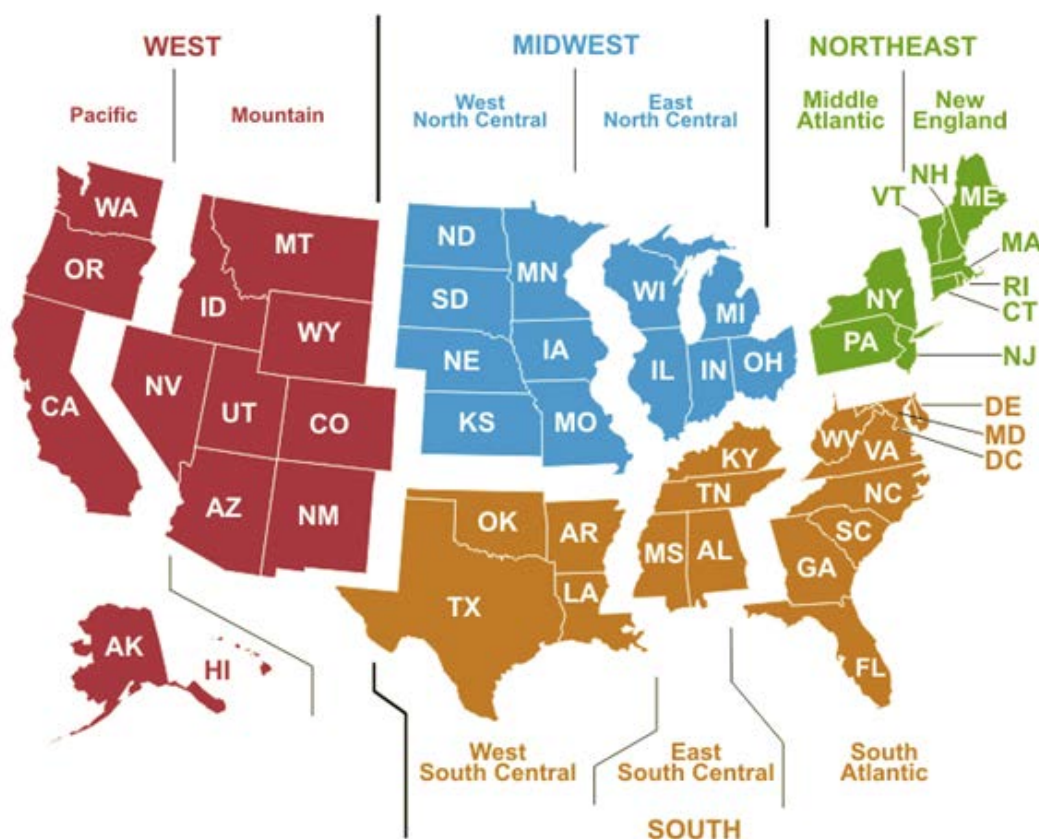 WEST
MIDWEST
NORTHEAST
Pacific
Mountain
West
North Central
East
North Central
Middle
Atlantic
New
England
WA
OR
CA
MT
ID
WY
NV
UT
CO
AZ
NM
AK
HI
ND
SD
NE
KS
MN
IA
MO
WI
MI
IL
IN
OH
NH
VT
ME
MA
RI
CT
NY
PA
NJ
DE
MD
DC
WV
VA
NC
SC
GA
FL
KY
TN
MS
AL
OK
AR
TX
LA
West
South Central
East
South Central
South
Atlantic
SOUTH